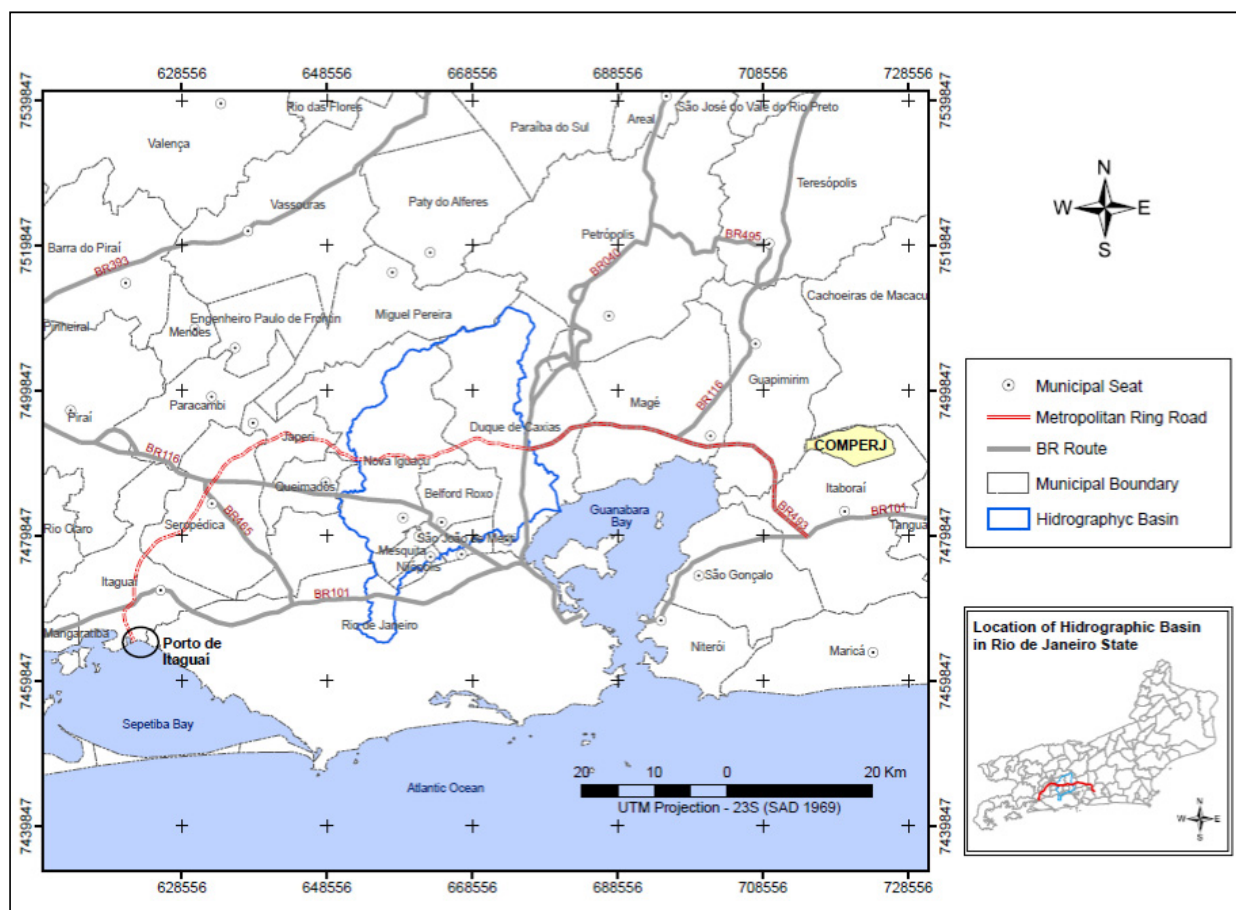 628556 648556 668556 688556 708556 728556
7539847 7539847
Rio das Flores
São José do Vale do Rio Preto
Areal
Paraíba do Sul
Valença
Teresópolis
Vassouras
Paty do Alferes
Petrópolis
Barra do Piraí
BR393
BR040
BR495
7519847 7519847
Cachoeiras de Macacu
Pinheiral
Mendes
Engenheiro Paulo de Frontin
Miguel Pereira
Guapimirim
BR116
7499847 7499847
Piraí
Paracambi
Magé
Duque de Caxias
Japeri
COMPERJ
BR116
Nova Iguaçu
Queimados
Belford Roxo
Itaboraí
Guanabara
Bay
Rio Claro
Seropédica
BR465
BR493
BR101
Tangua
7479847 7479847
São João de Meriti
Mesquita
Nilópolis
São Gonçalo
Itaguaí
BR101
Mangaratiba
Rio de Janeiro
Porto de
Itaguaí
Niterói
Maricá
7459847 7459847
Sepetiba Bay
Atlantic Ocean
20 10 0 20 Km
UTM Projection - 23S (SAD 1969)
7439847 7439847
628556 648556 668556 688556 708556 728556
N
W E
S
Municipal Seat
Metropolitan Ring Road
BR Route
Municipal Boundary
Hidrographyc Basin
Location of Hidrographic Basin
in Rio de Janeiro State
N
W E
S